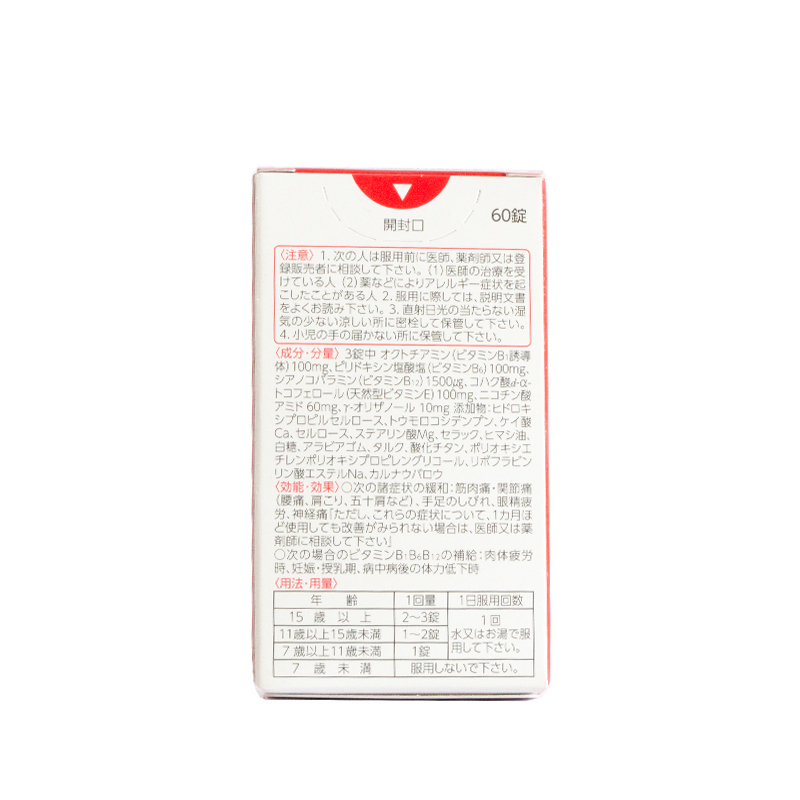 開封口
60錠
〈注意〉 1. 次の人は服用前に医師、薬剤師又は登
録販売者に相談して下さい。(1)医師の治療を受
けている人 (2)薬などによりアレルギー症状を起
こしたことがある人 2. 服用に際しては、説明文書
をよくお読み下さい。 3. 直射日光の当たらない湿
気の少ない涼しい所に密栓して保管して下さい。
4. 小児の手の届かない所に保管して下さい。
〈成分・分量〉 3錠中 オクトチアミン(ビタミンB₁誘導
体)100mg、ピリドキシン塩酸塩(ビタミンB₆)100mg、
シアノコバラミン(ビタミンB₁₂)1500μg、コハク酸d-α-
トコフェロール(天然型ビタミンE)100mg、ニコチン酸
アミド60mg、γ-オリザノール 10mg 添加物：ヒドロキ
シプロピルセルロース、トウモロコシデンプン、ケイ酸
Ca、セルロース、ステアリン酸Mg、セラック、ヒマシ油、
白糖、アラビアゴム、タルク、酸化チタン、ポリオキシエ
チレンポリオキシプロピレングリコール、リボフラビン
リン酸エステルNa、カルナウバロウ
〈効能・効果〉 ○次の諸症状の緩和：筋肉痛・関節痛
(腰痛、肩こり、五十肩など)、手足のしびれ、眼精疲
労、神経痛「ただし、これらの症状について、1カ月ほ
ど使用しても改善がみられない場合は、医師又は薬
剤師に相談して下さい」
○次の場合のビタミンB₁B₆B₁₂の補給：肉体疲労
時、妊娠・授乳期、病中病後の体力低下時
〈用法・用量〉
年 齢 1回量 1日服用回数
15 歳 以 上 2〜3錠 1回
11歳以上15歳未満 1〜2錠 水又はお湯で服
7歳以上11歳未満 1錠 用して下さい。
7 歳 未 満 服用しないで下さい。